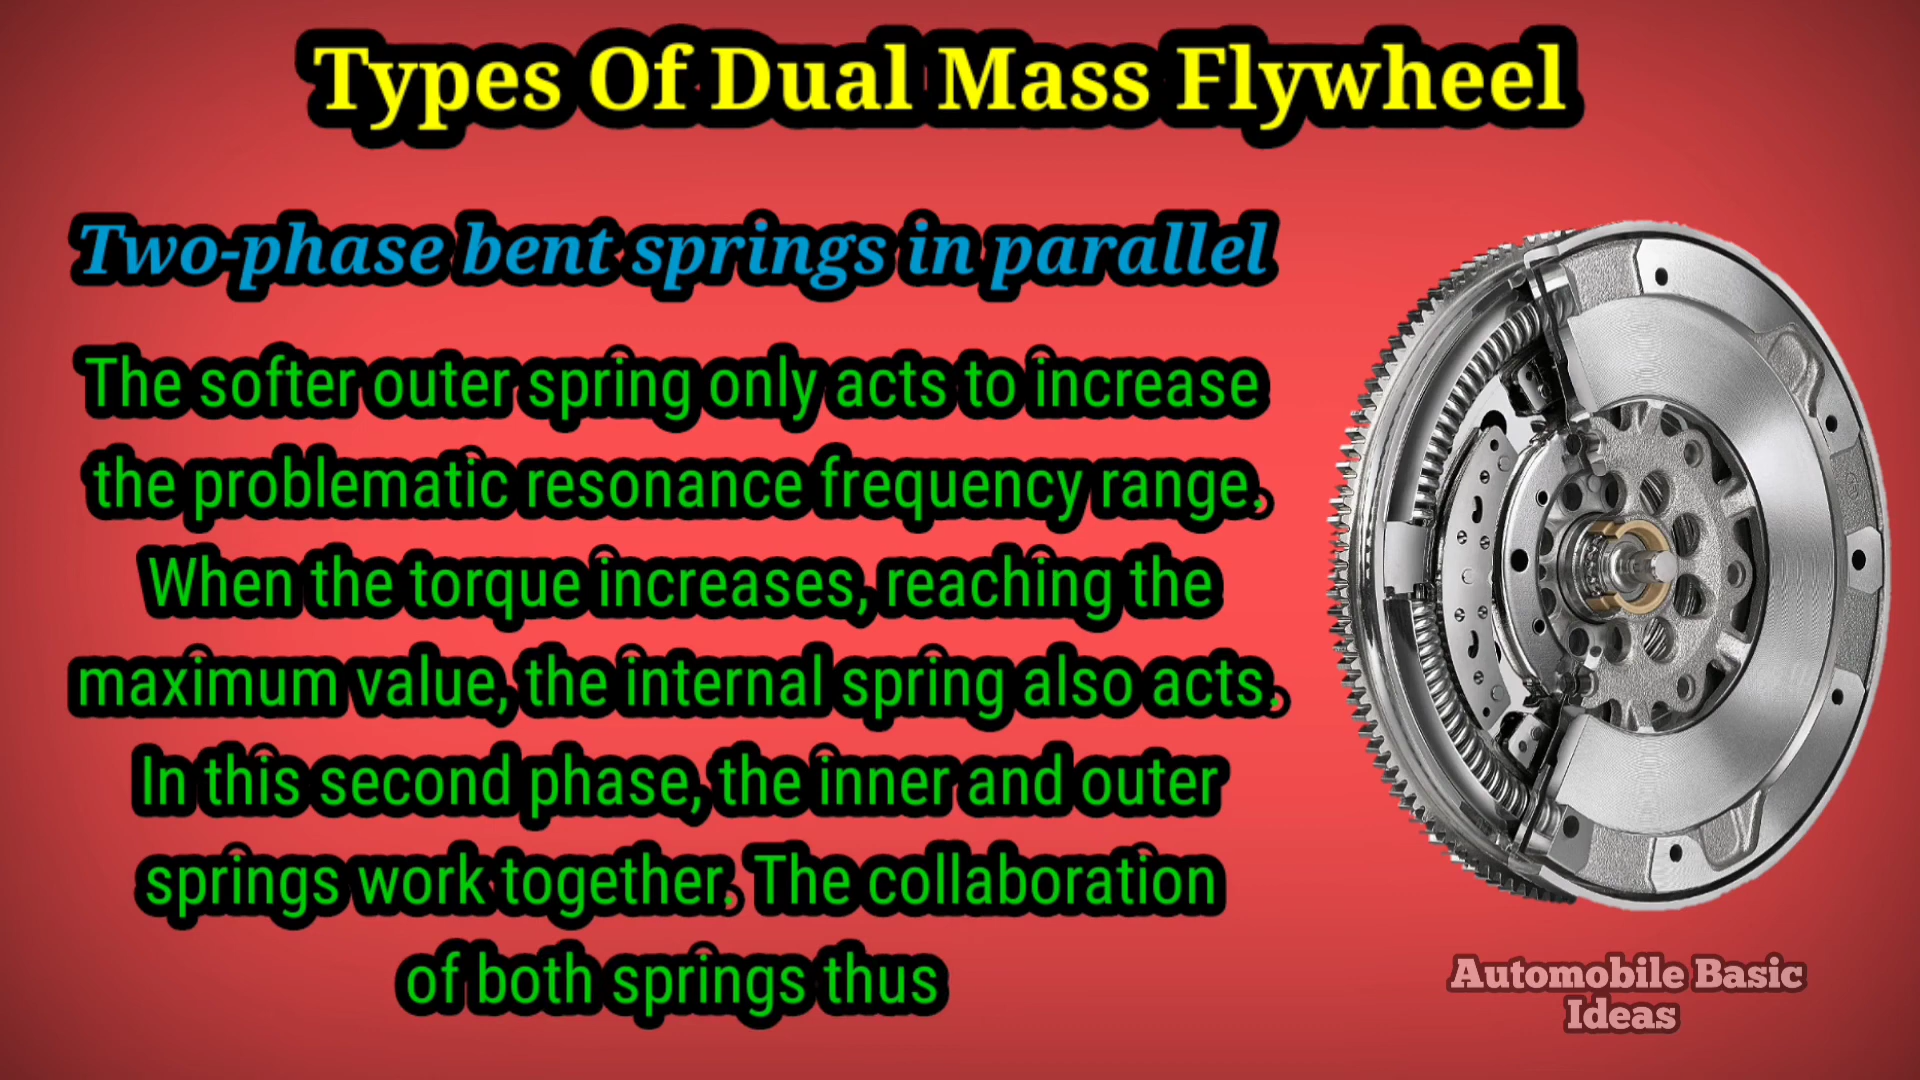 Types Of Dual Mass Flywheel
Two-phase bent springs in parallel
The softer outer spring only acts to increase
the problematic resonance frequency range.
When the torque increases, reaching the
maximum value, the internal spring also acts.
In this second phase, the inner and outer
springs work together. The collaboration
of both springs thus
Automobile Basic
Ideas